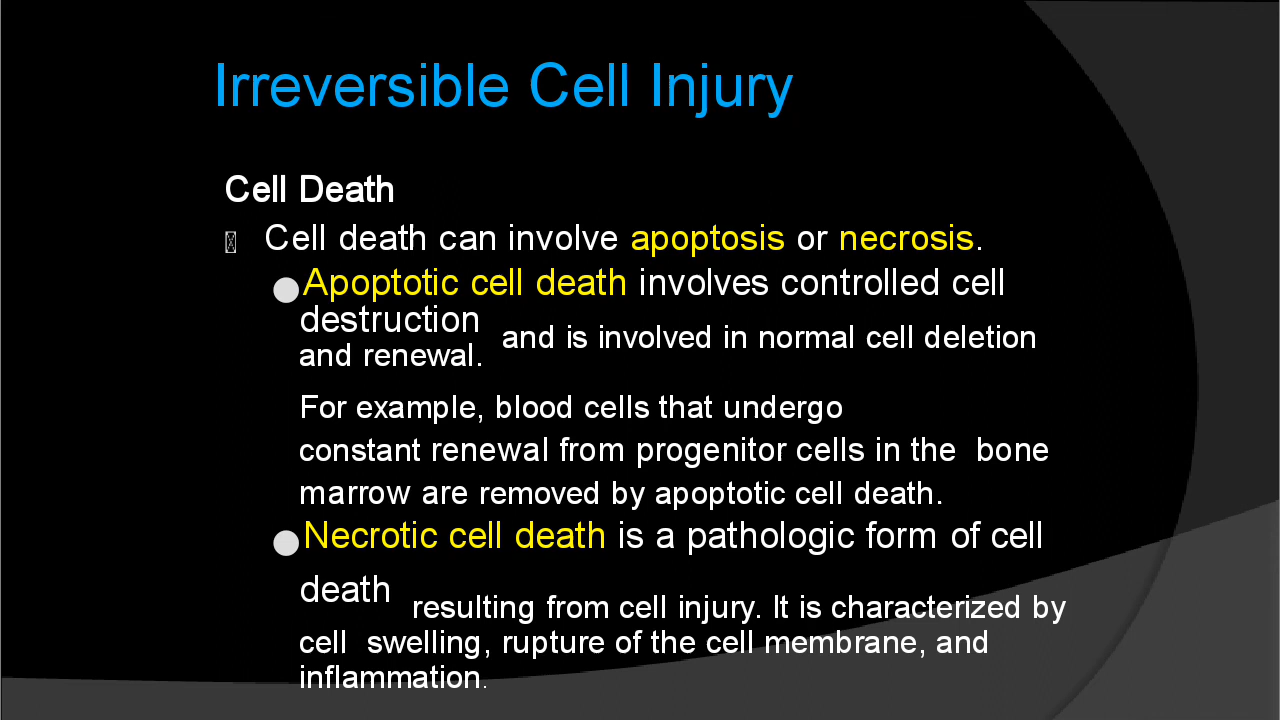 Irreversible Cell Injury
Cell Death
Cell death can involve apoptosis or necrosis.
Apoptotic cell death involves controlled cell
destruction and is involved in normal cell deletion
and renewal.
For example, blood cells that undergo
constant renewal from progenitor cells in the bone
marrow are removed by apoptotic cell death.
Necrotic cell death is a pathologic form of cell
death resulting from cell injury. It is characterized by
cell swelling, rupture of the cell membrane, and
inflammation.